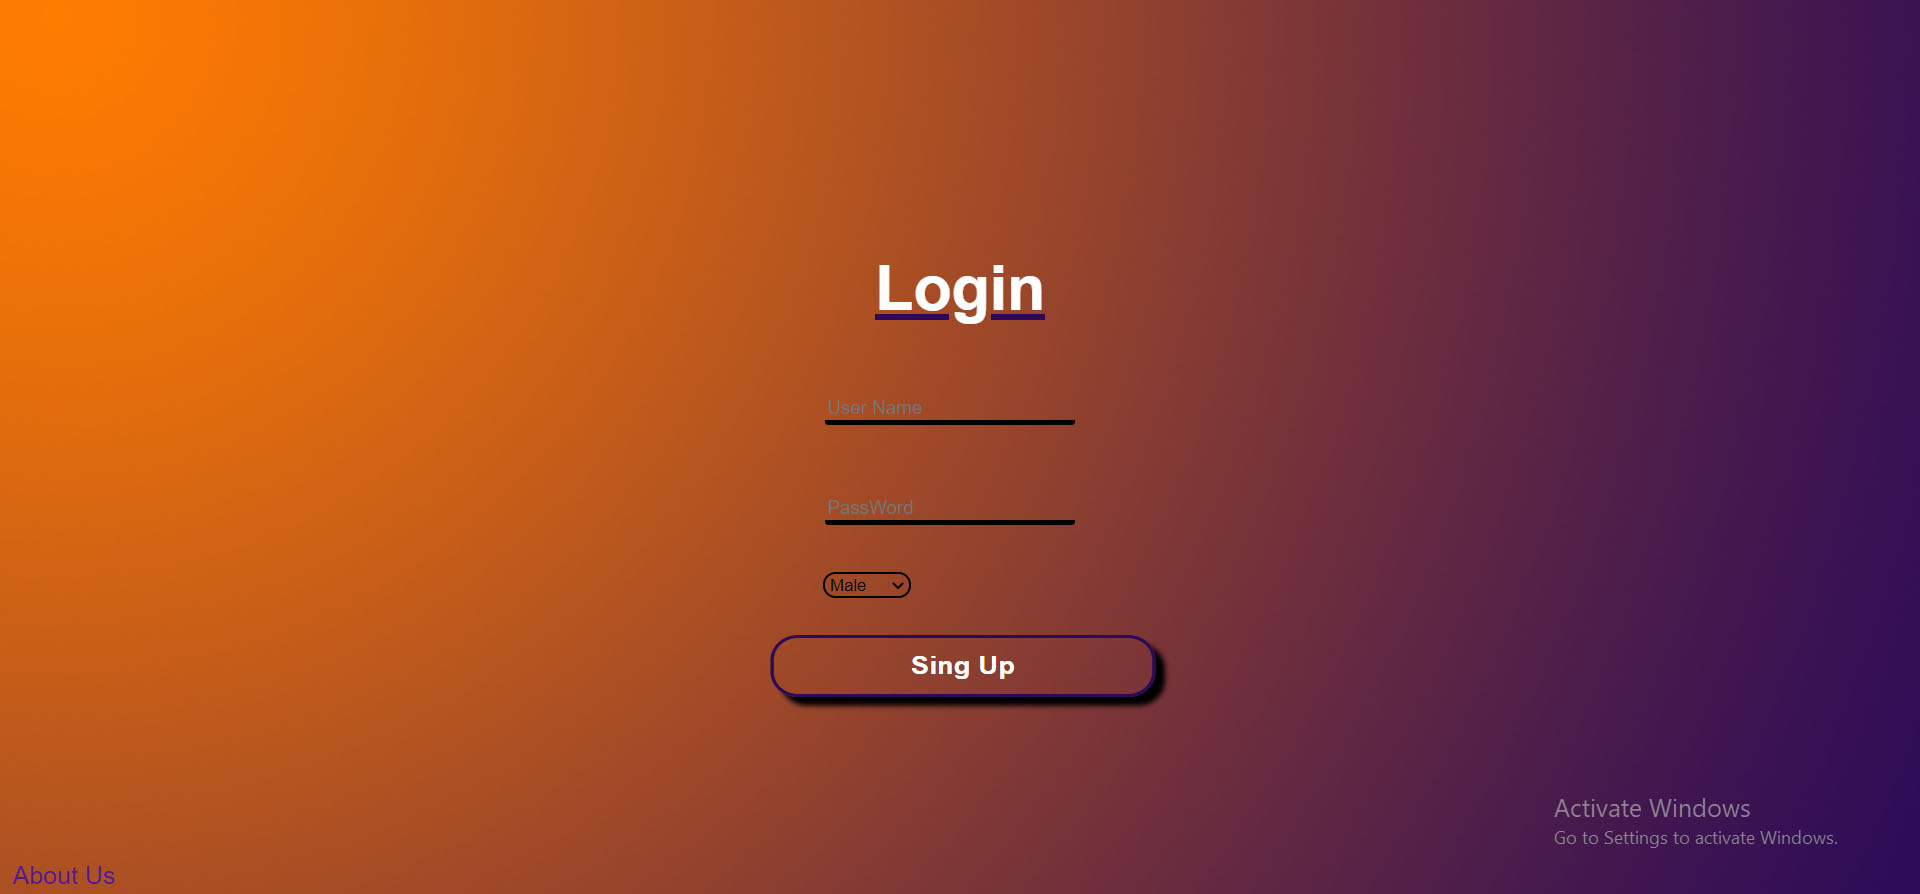 Login
User Name
PassWord
Male
Sing Up
Activate Windows
Go to Settings to activate Windows.
About Us